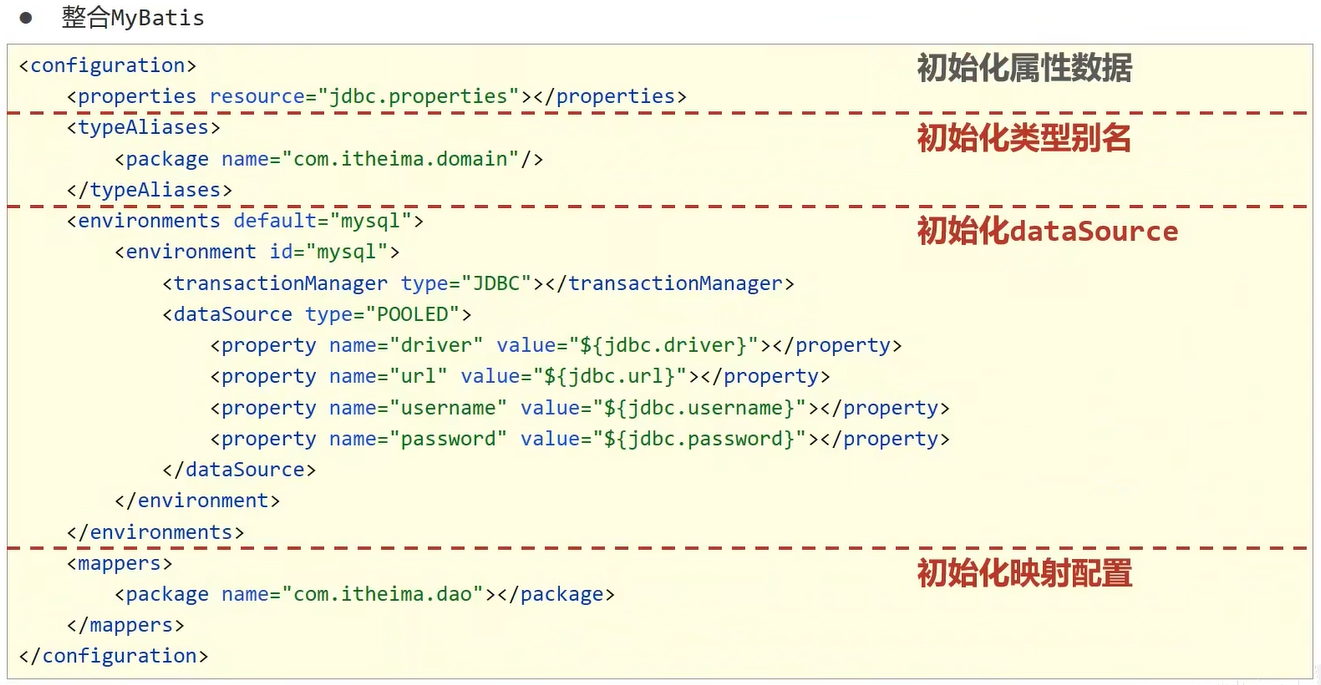 ● 整合MyBatis
<configuration> 初始化属性数据
<properties resource="jdbc.properties"></properties>
<typeAliases> 初始化类型别名
<package name="com.itheima.domain"/>
</typeAliases>
<environments default="mysql"> 初始化dataSource
<environment id="mysql">
<transactionManager type="JDBC"></transactionManager>
<dataSource type="POOLED">
<property name="driver" value="${jdbc.driver}"></property>
<property name="url" value="${jdbc.url}"></property>
<property name="username" value="${jdbc.username}"></property>
<property name="password" value="${jdbc.password}"></property>
</dataSource>
</environment>
</environments>
<mappers> 初始化映射配置
<package name="com.itheima.dao"></package>
</mappers>
</configuration>